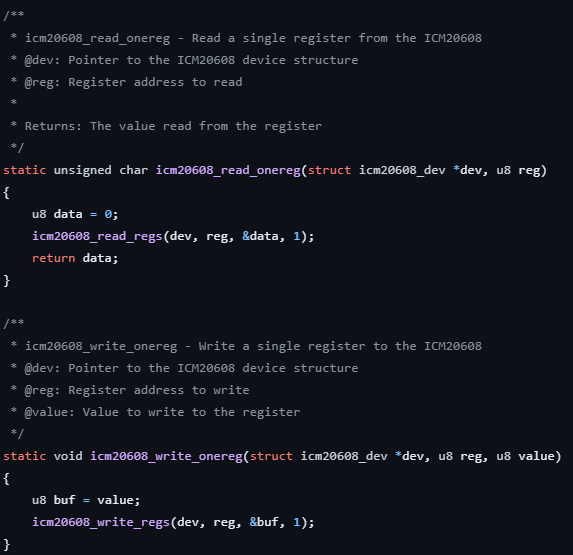 /**
 * icm20608_read_onereg - Read a single register from the ICM20608
 * @dev: Pointer to the ICM20608 device structure
 * @reg: Register address to read
 *
 * Returns: The value read from the register
 */
static unsigned char icm20608_read_onereg(struct icm20608_dev *dev, u8 reg)
{
    u8 data = 0;
    icm20608_read_regs(dev, reg, &data, 1);
    return data;
}

/**
 * icm20608_write_onereg - Write a single register to the ICM20608
 * @dev: Pointer to the ICM20608 device structure
 * @reg: Register address to write
 * @value: Value to write to the register
 */
static void icm20608_write_onereg(struct icm20608_dev *dev, u8 reg, u8 value)
{
    u8 buf = value;
    icm20608_write_regs(dev, reg, &buf, 1);
}